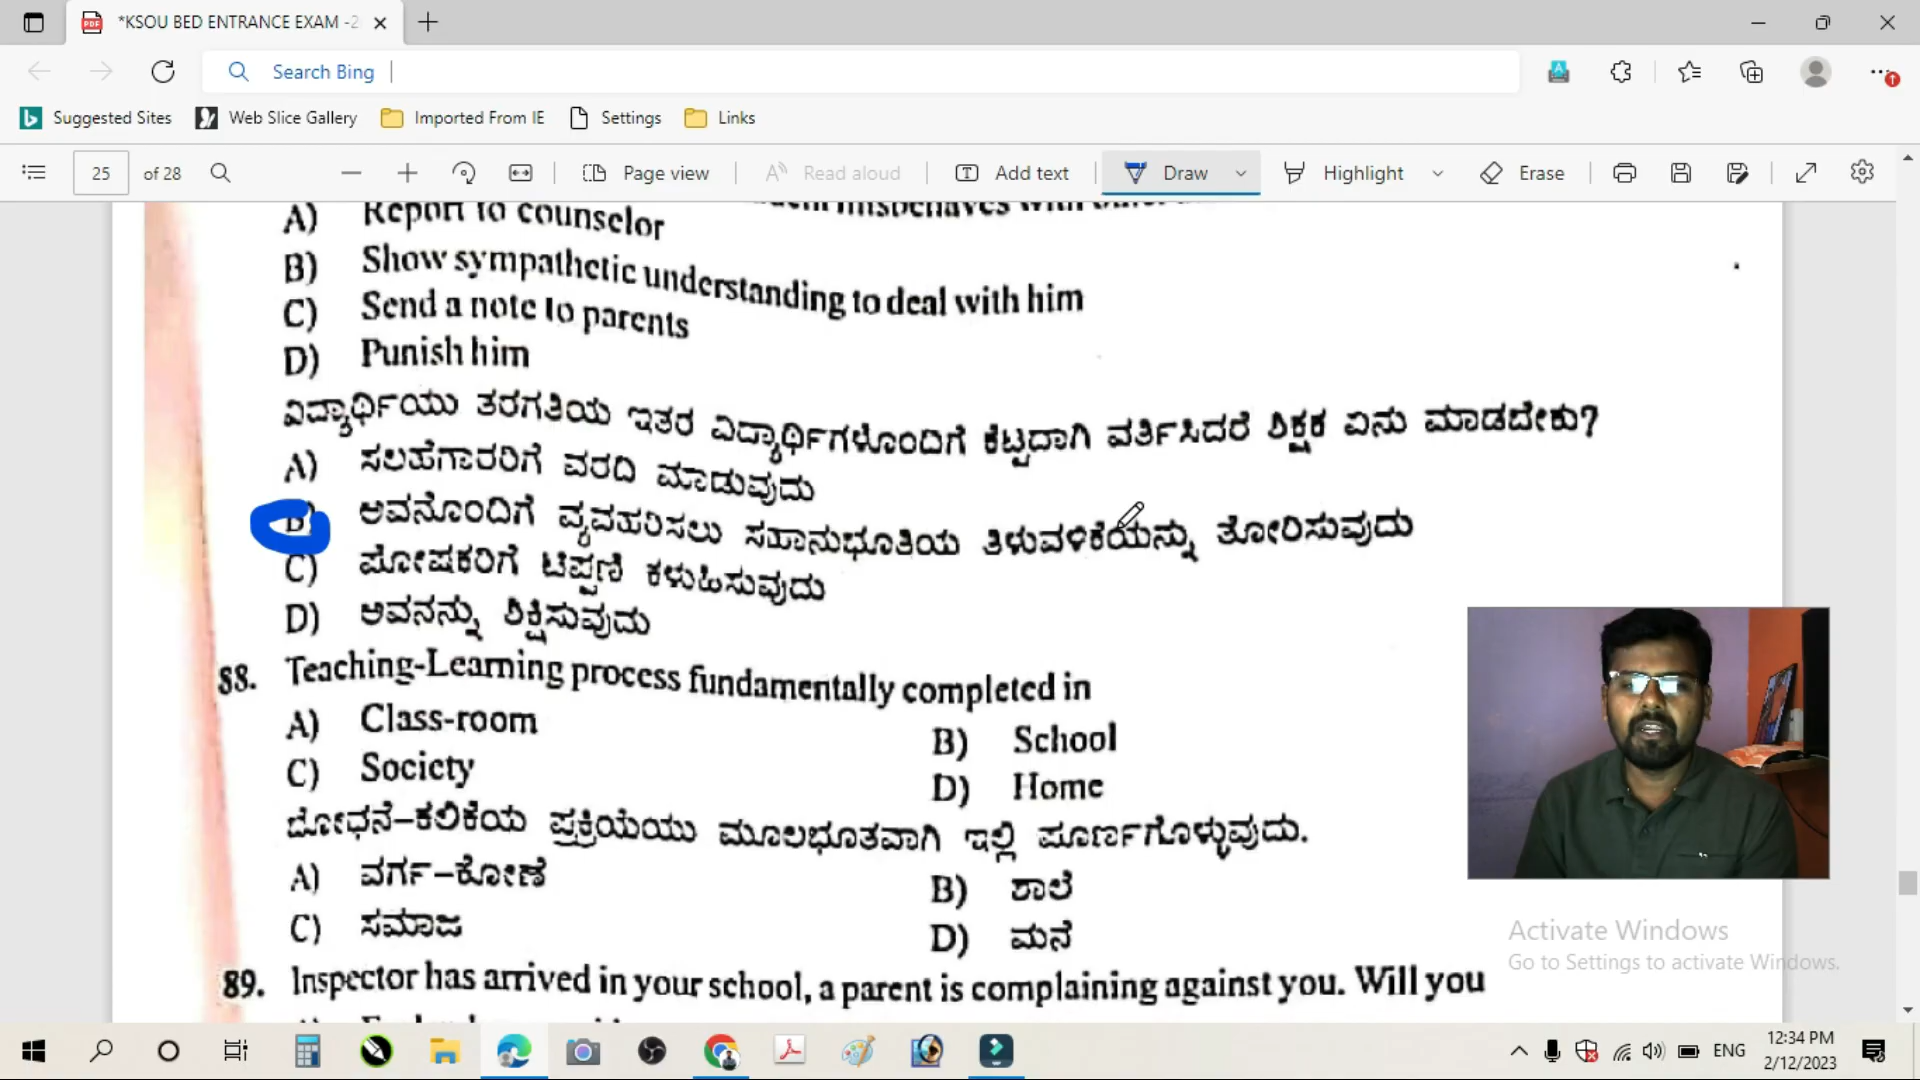 *KSOU BED ENTRANCE EXAM -2
Search Bing
Suggested Sites
Web Slice Gallery
Imported From IE
Settings
Links
25 of 28
Page view
Read aloud
Add text
Draw
Highlight
Erase
misbehaves with
A) Report to counselor
B) Show sympathetic understanding to deal with him
C) Send a note to parents
D) Punish him
ವಿದ್ಯಾರ್ಥಿಯು ತರಗತಿಯ ಇತರ ವಿದ್ಯಾರ್ಥಿಗಳೊಂದಿಗೆ ಕೆಟ್ಟದಾಗಿ ವರ್ತಿಸಿದರೆ ಶಿಕ್ಷಕ ಏನು ಮಾಡಬೇಕು?
A) ಸಲಹೆಗಾರರಿಗೆ ವರದಿ ಮಾಡುವುದು
B) ಅವನೊಂದಿಗೆ ವ್ಯವಹರಿಸಲು ಸಹಾನುಭೂತಿಯ ತಿಳುವಳಿಕೆಯನ್ನು ತೋರಿಸುವುದು
C) ಪೋಷಕರಿಗೆ ಟಿಪ್ಪಣಿ ಕಳುಹಿಸುವುದು
D) ಅವನನ್ನು ಶಿಕ್ಷಿಸುವುದು
88. Teaching-Learning process fundamentally completed in
A) Class-room
B) School
C) Society
D) Home
ಬೋಧನೆ-ಕಲಿಕೆಯ ಪ್ರಕ್ರಿಯೆಯು ಮೂಲಭೂತವಾಗಿ ಇಲ್ಲಿ ಪೂರ್ಣಗೊಳ್ಳುವುದು.
A) ವರ್ಗ-ಕೋಣೆ
B) ಶಾಲೆ
C) ಸಮಾಜ
D) ಮನೆ
89. Inspector has arrived in your school, a parent is complaining against you. Will you
Activate Windows
Go to Settings to activate Windows.
ENG
12:34 PM
2/12/2023